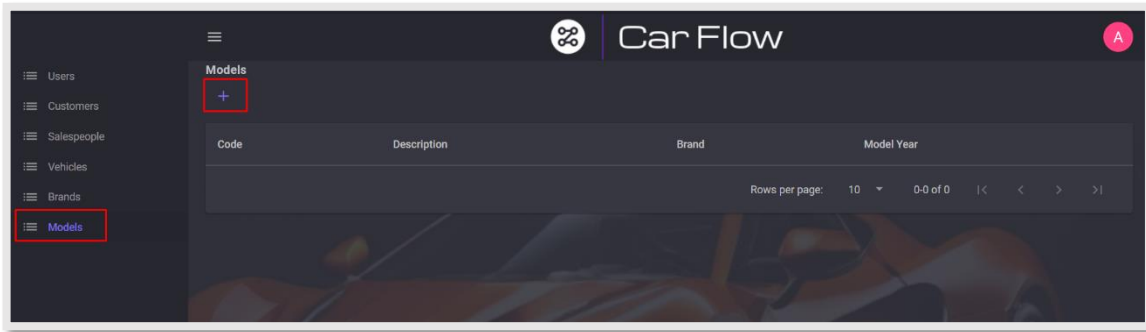 Car Flow
A
Users
Customers
Salespeople
Vehicles
Brands
Models
Models
+
Code Description Brand Model Year
Rows per page: 10 0-0 of 0 |< < > >|